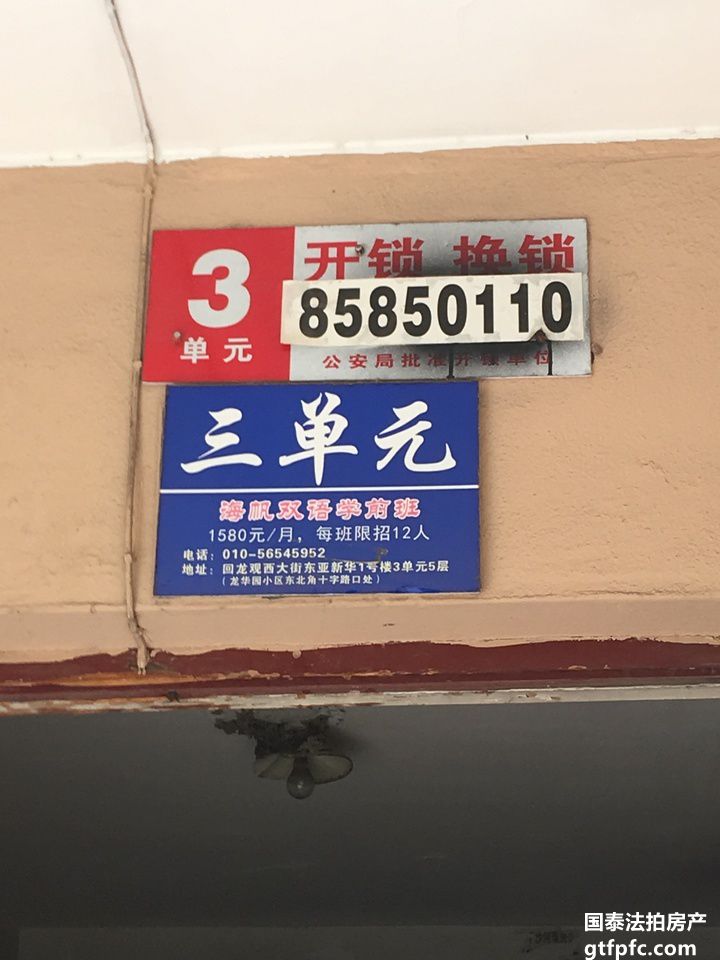 3
单元
开锁 换锁
85850110
公安局批准开锁单位
三单元
海帆双语学前班
1580元/月，每班限招12人
电话：010-56545952
地址：回龙观西大街东亚新华1号楼3单元5层
（龙华园小区东北角十字路口处）
国泰法拍房产
gtfpfc.com